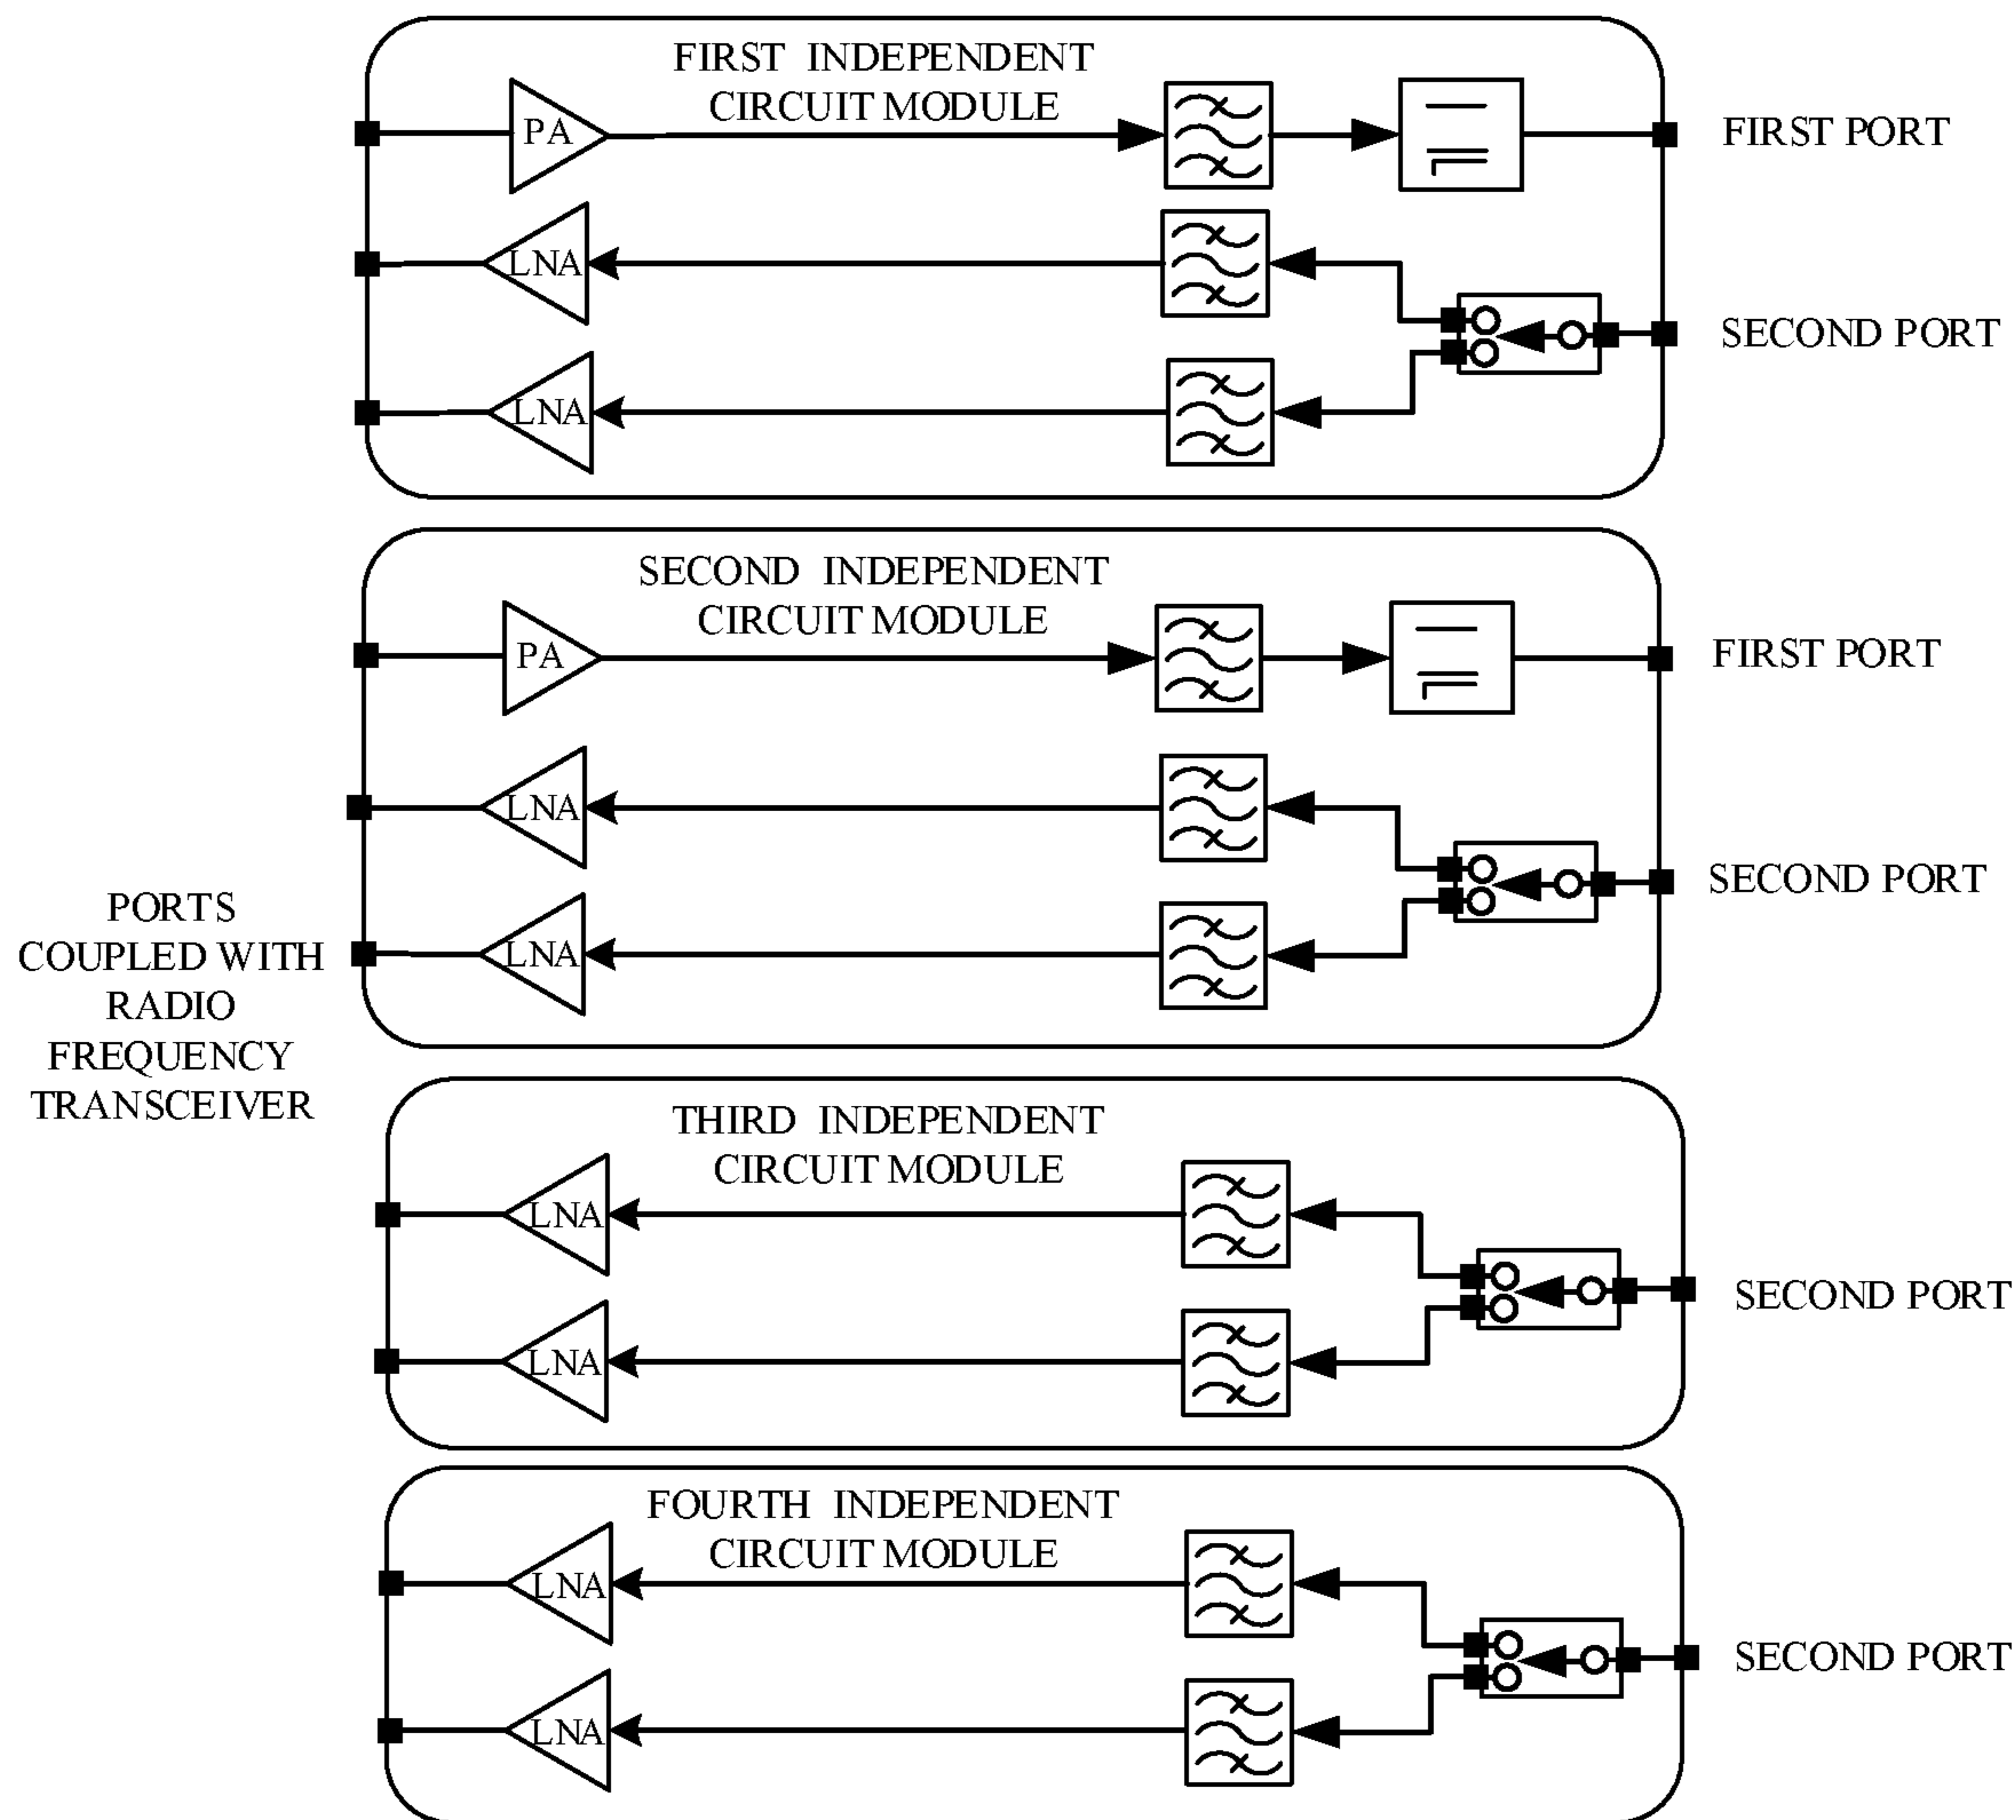 FIRST INDEPENDENT
CIRCUIT MODULE
PA
FIRST PORT
LNA
SECOND PORT
LNA
SECOND INDEPENDENT
CIRCUIT MODULE
PA
FIRST PORT
LNA
SECOND PORT
LNA
PORTS
COUPLED WITH
RADIO
FREQUENCY
TRANSCEIVER
THIRD INDEPENDENT
CIRCUIT MODULE
LNA
SECOND PORT
LNA
FOURTH INDEPENDENT
CIRCUIT MODULE
LNA
SECOND PORT
LNA